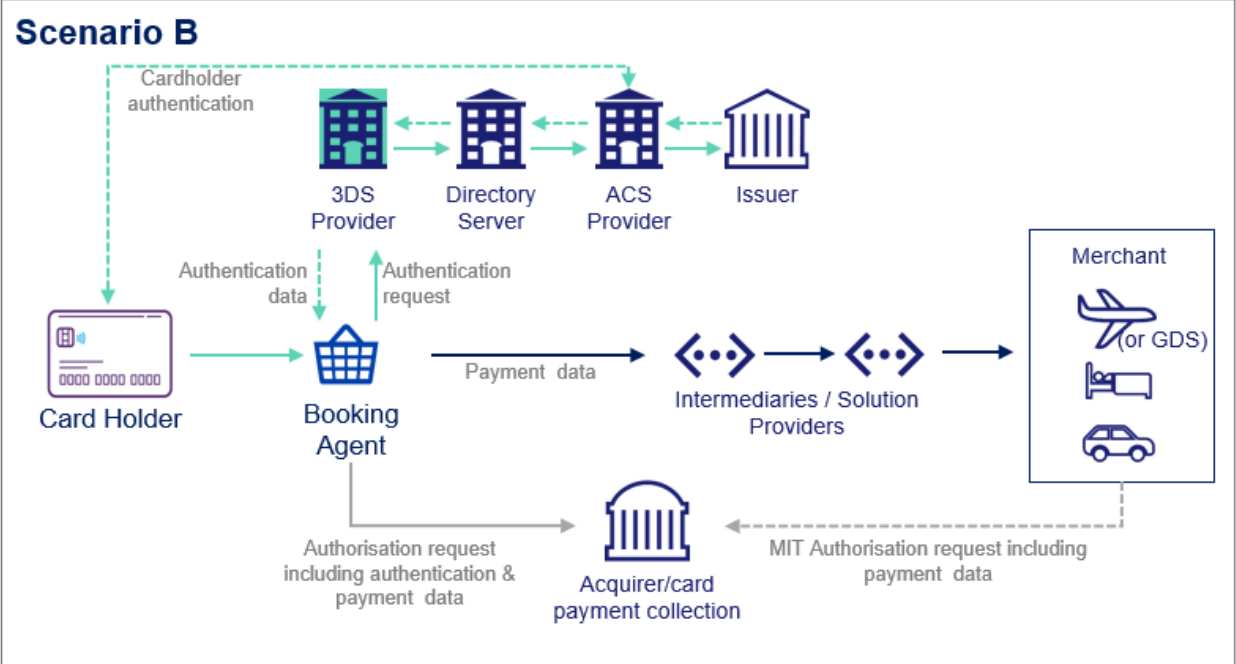 Scenario B
Cardholder
authentication
3DS
Provider
Directory
Server
ACS
Provider
Issuer
Authentication
data
Authentication
request
Merchant
(or GDS)
0000 0000 0000
Card Holder
Booking
Agent
Payment data
Intermediaries / Solution
Providers
Authorisation request
including authentication &
payment data
Acquirer/card
payment collection
MIT Authorisation request including
payment data